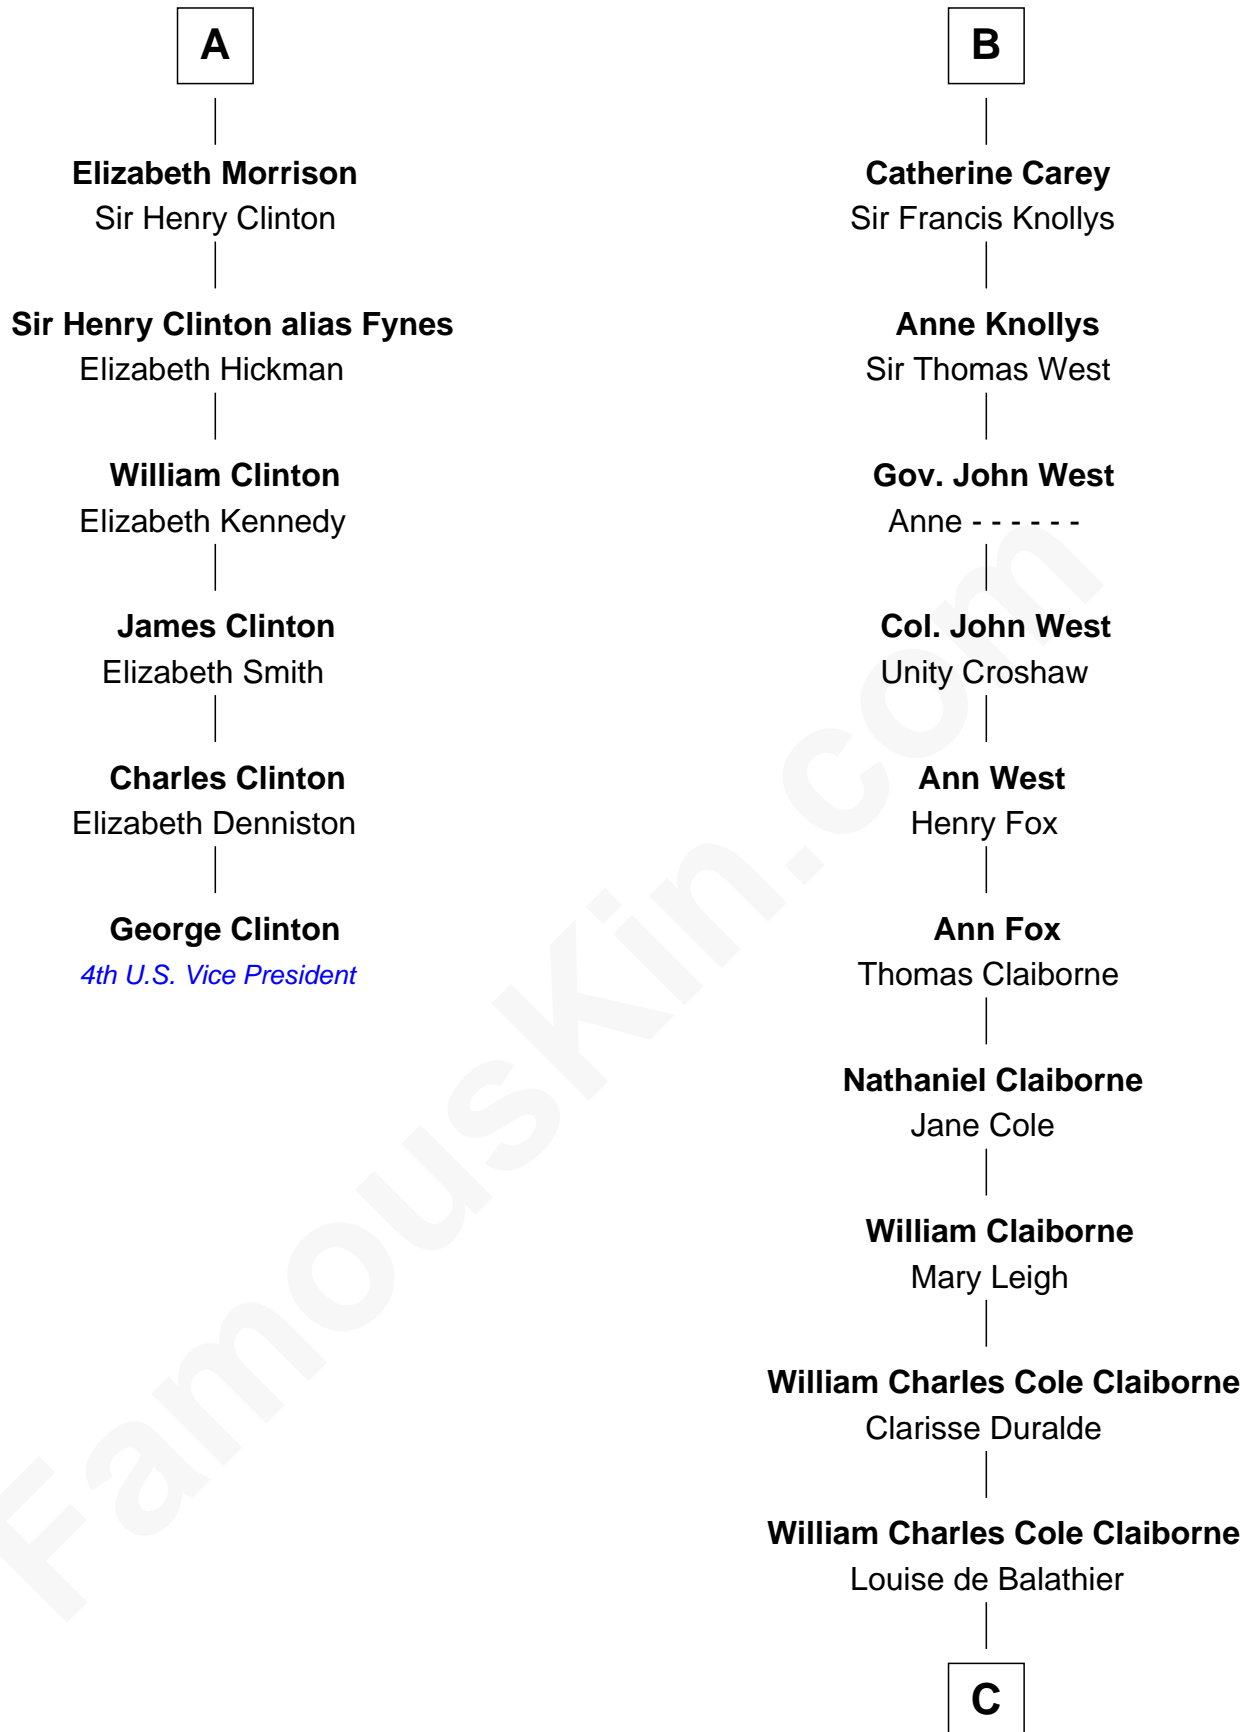 A
Elizabeth Morrison
Sir Henry Clinton
Sir Henry Clinton alias Fynes
Elizabeth Hickman
William Clinton
Elizabeth Kennedy
James Clinton
Elizabeth Smith
Charles Clinton
Elizabeth Denniston
George Clinton
4th U.S. Vice President
B
Catherine Carey
Sir Francis Knollys
Anne Knollys
Sir Thomas West
Gov. John West
Anne - - - - - -
Col. John West
Unity Croshaw
Ann West
Henry Fox
Ann Fox
Thomas Claiborne
Nathaniel Claiborne
Jane Cole
William Claiborne
Mary Leigh
William Charles Cole Claiborne
Clarisse Duralde
William Charles Cole Claiborne
Louise de Balathier
C
FamousKin.com